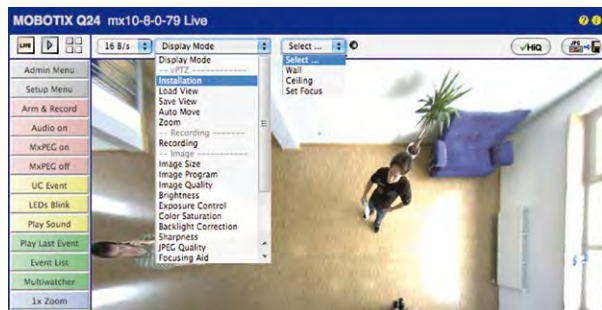 MOBOTIX Q24 mx10-8-0-79 Live
LIVE
16 B/s
Display Mode
Select ...
HiQ
JPG
Admin Menu
Setup Menu
Arm & Record
Audio on
MxPEG on
MxPEG off
UC Event
LEDs Blink
Play Sound
Play Last Event
Event List
Multiwatcher
1x Zoom
Display Mode
-- vPTZ -------------
Installation
Load View
Save View
Auto Move
Zoom
-- Recording --------
Recording
-- Image ------------
Image Size
Image Program
Image Quality
Brightness
Exposure Control
Color Saturation
Backlight Correction
Sharpness
JPEG Quality
Focusing Aid
Select ...
Wall
Ceiling
Set Focus